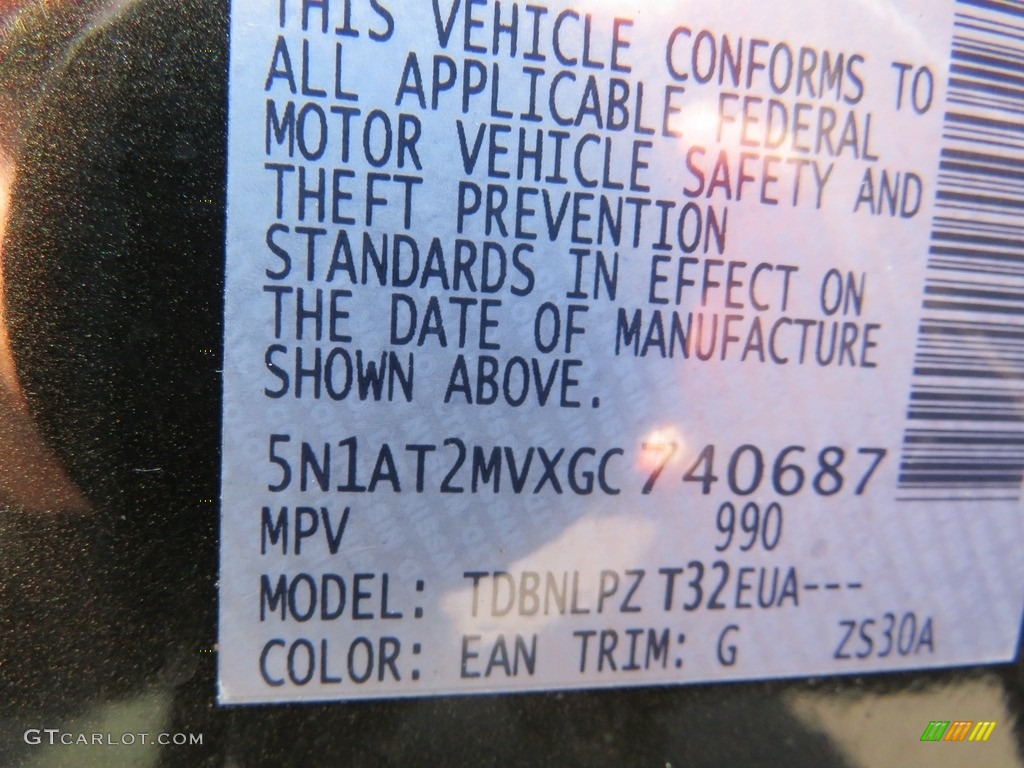 THIS VEHICLE CONFORMS TO
ALL APPLICABLE FEDERAL
MOTOR VEHICLE SAFETY AND
THEFT PREVENTION
STANDARDS IN EFFECT ON
THE DATE OF MANUFACTURE
SHOWN ABOVE.
5N1AT2MVXGC740687
MPV 990
MODEL: TDBNLPZ T32EUA---
COLOR: EAN TRIM: G ZS30A
GTCARLOT.COM